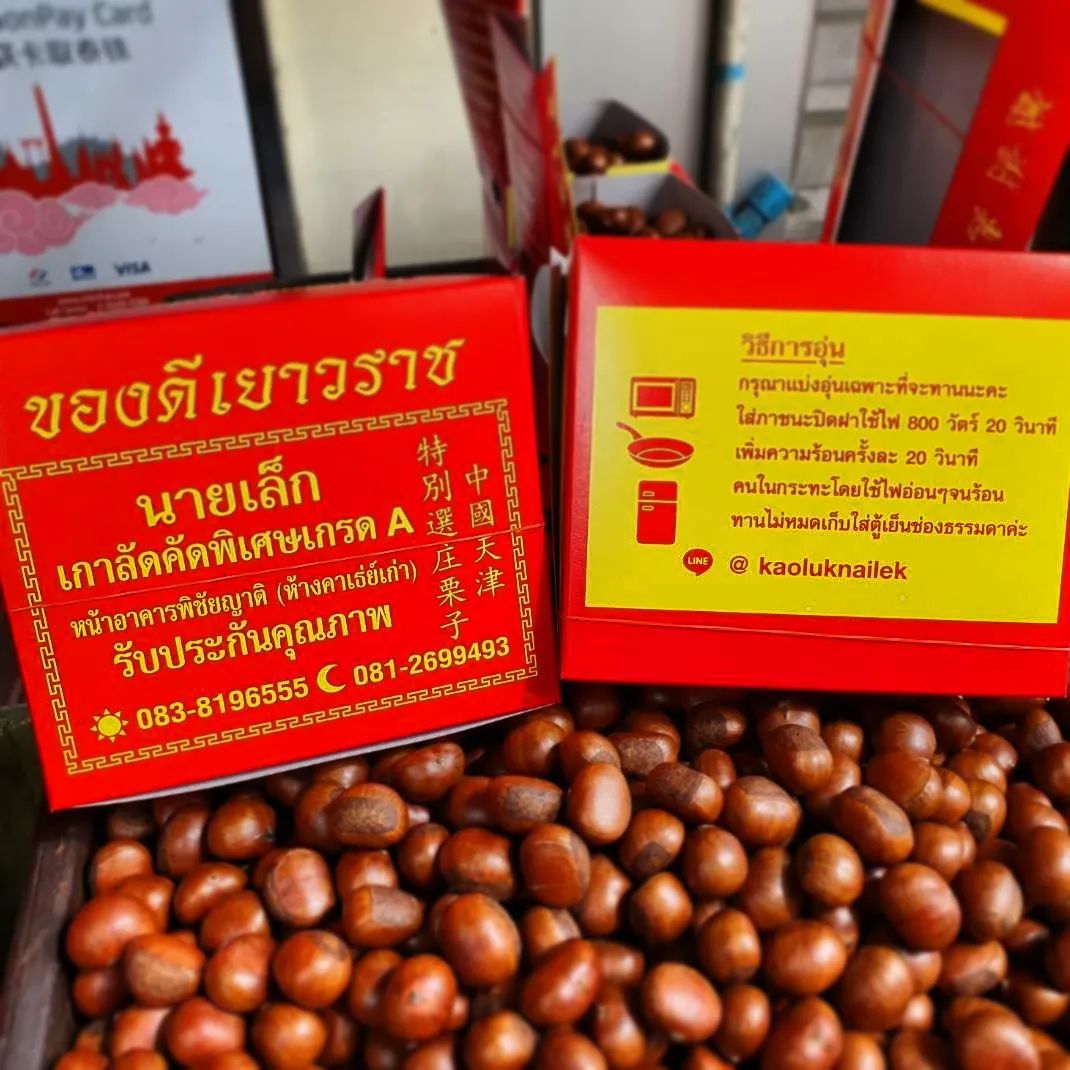 Pay Card
ของดีเยาวราช
นายเล็ก
เกาลัดคัดพิเศษเกรด A
หน้าอาคารพิชัยญาติ (ห้างคาเธ่ย์เก่า)
รับประกันคุณภาพ
083-8196555 081-2699493
中國天津
特別選庄栗子
วิธีการอุ่น
กรุณาแบ่งอุ่นเฉพาะที่จะทานนะคะ
ใส่ภาชนะปิดฝาใช้ไฟ 800 วัตร์ 20 วินาที
เพิ่มความร้อนครั้งละ 20 วินาที
คนในกระทะโดยใช้ไฟอ่อนๆจนร้อน
ทานไม่หมดเก็บใส่ตู้เย็นช่องธรรมดาค่ะ
LINE @ kaoluknailek
VISA